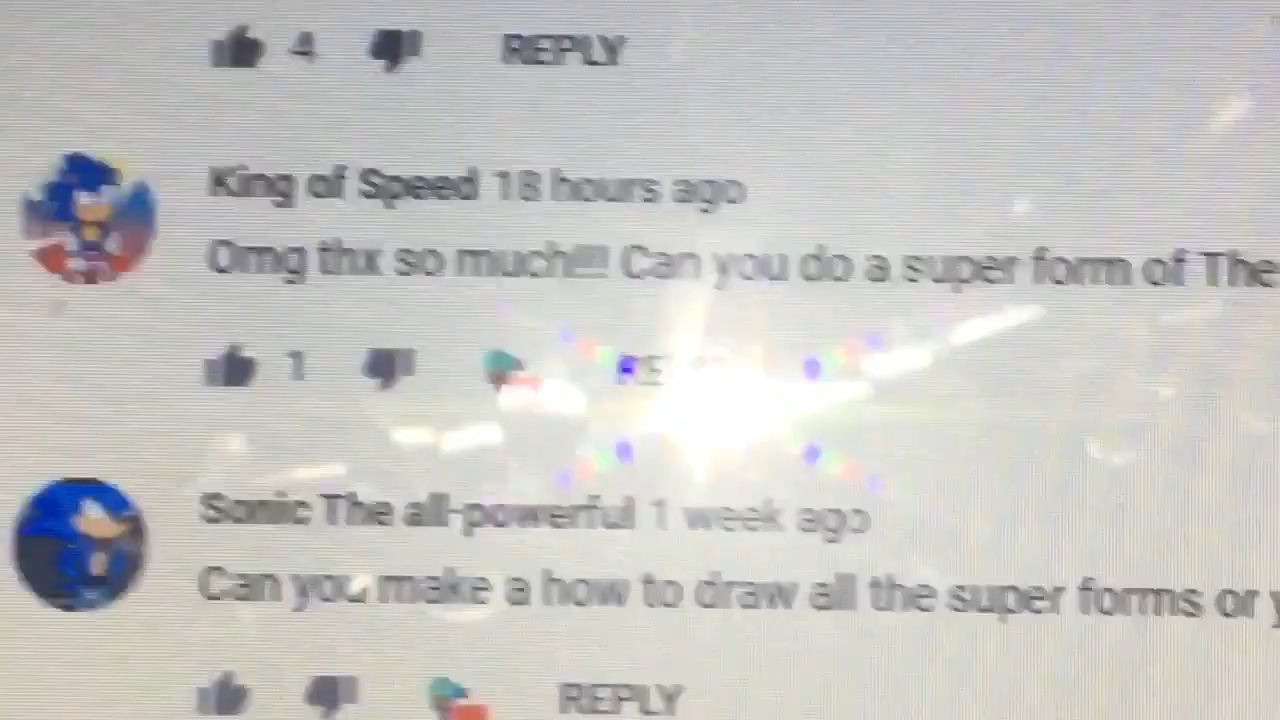 4 REPLY
King of Speed 18 hours ago
Omg thx so much!!!! Can you do a super form of The
1
Sonic The all-powerful 1 week ago
Can you make a how to draw all the super forms or
REPLY